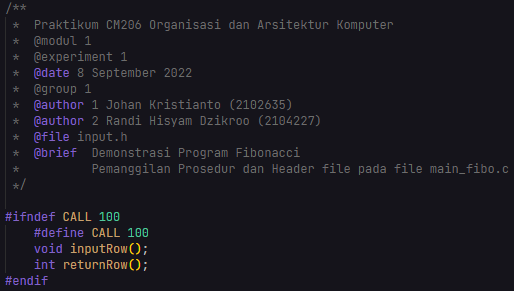 /**
 * Praktikum CM206 Organisasi dan Arsitektur Komputer
 * @modul 1
 * @experiment 1
 * @date 8 September 2022
 * @group 1
 * @author 1 Johan Kristianto (2102635)
 * @author 2 Randi Hisyam Dzikroo (2104227)
 * @file input.h
 * @brief  Demonstrasi Program Fibonacci
           Pemanggilan Prosedur dan Header file pada file main_fibo.c
 */
#ifndef CALL 100
    #define CALL 100
    void inputRow();
    int returnRow();
#endif